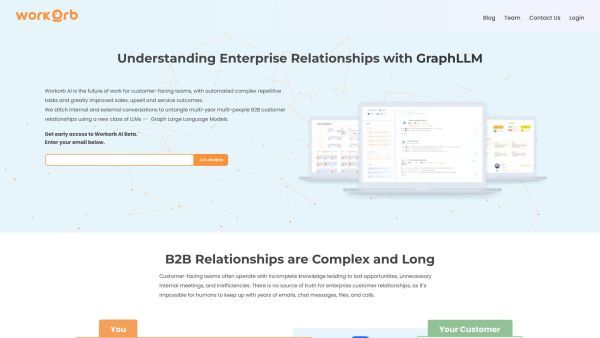 workorb
Blog Team Contact Us Login
Understanding Enterprise Relationships with GraphLLM
Workorb AI is the future of work for customer-facing teams, with automated complex repetitive
tasks and greatly improved sales, upsell and service outcomes.
We stitch internal and external conversations to untangle multi-year multi-people B2B customer
relationships using a new class of LLMs -- Graph Large Language Models.
Get early access to Workorb AI Beta.
Enter your email below.
Join Waitlist
B2B Relationships are Complex and Long
Customer-facing teams often operate with incomplete knowledge leading to lost opportunities, unnecessary
internal meetings, and inefficiencies. There is no source of truth for enterprise customer relationships, as it's
impossible for humans to keep up with years of emails, chat messages, files, and calls.
You
Your Customer